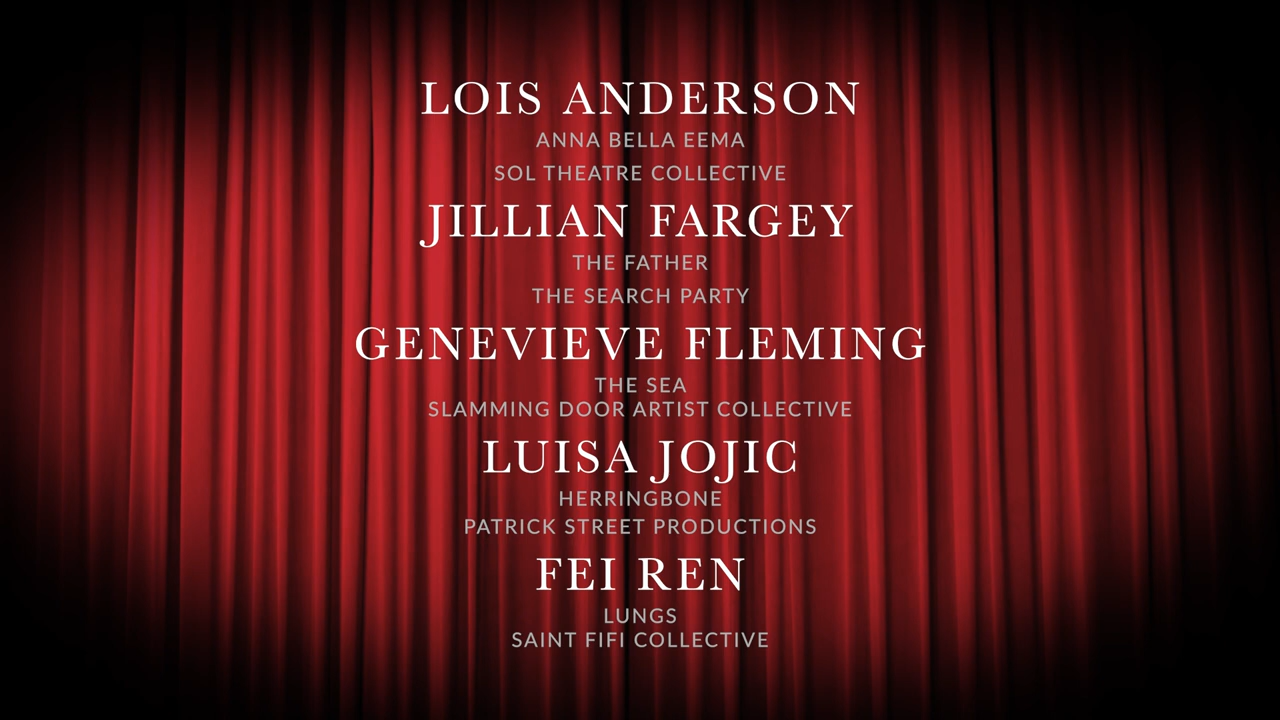 LOIS ANDERSON
ANNA BELLA EEMA
SOL THEATRE COLLECTIVE
JILLIAN FARGEY
THE FATHER
THE SEARCH PARTY
GENEVIEVE FLEMING
THE SEA
SLAMMING DOOR ARTIST COLLECTIVE
LUISA JOJIC
HERRINGBONE
PATRICK STREET PRODUCTIONS
FEI REN
LUNGS
SAINT FIFI COLLECTIVE